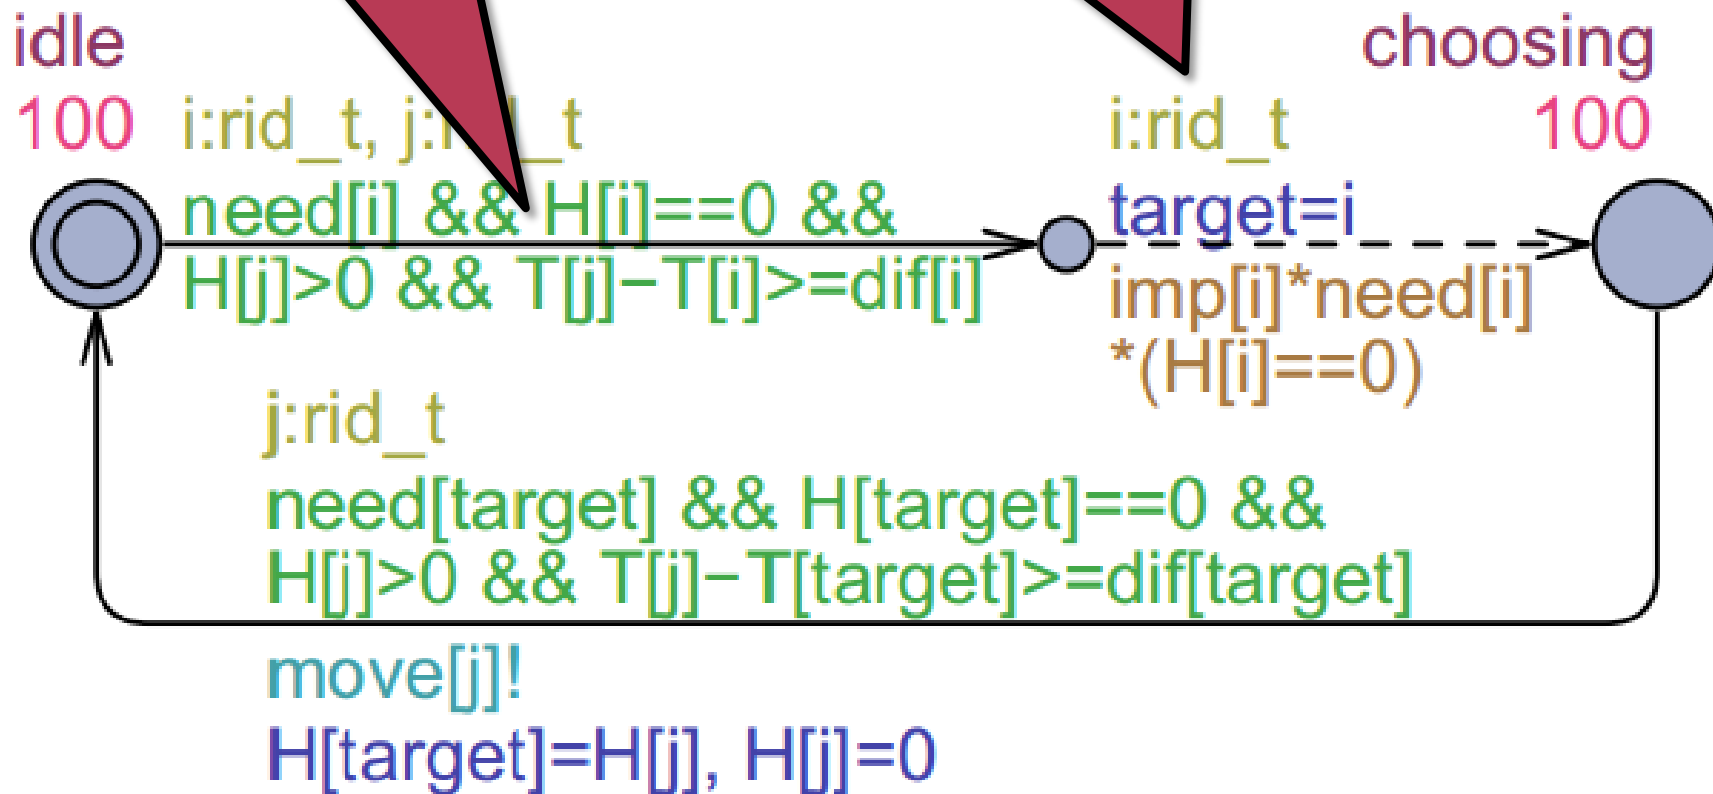 idle
choosing
100
i:rid_t, j:rid_t
i:rid_t
100
need[i] && H[i]==0 &&
target=i
H[j]>0 && T[j]−T[i]>=dif[i]
imp[i]*need[i]
*(H[i]==0)
j:rid_t
need[target] && H[target]==0 &&
H[j]>0 && T[j]−T[target]>=dif[target]
move[j]!
H[target]=H[j], H[j]=0